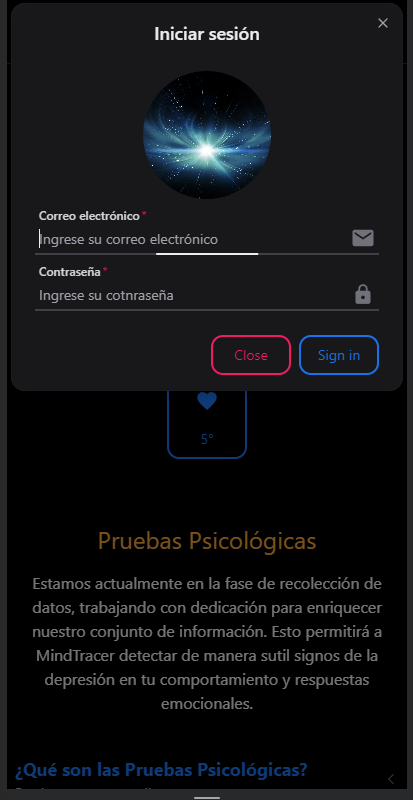 Iniciar sesión
Correo electrónico*
Ingrese su correo electrónico
Contraseña*
Ingrese su cotnraseña
Close
Sign in
5°
Pruebas Psicológicas
Estamos actualmente en la fase de recolección de
datos, trabajando con dedicación para enriquecer
nuestro conjunto de información. Esto permitirá a
MindTracer detectar de manera sutil signos de la
depresión en tu comportamiento y respuestas
emocionales.
¿Qué son las Pruebas Psicológicas?